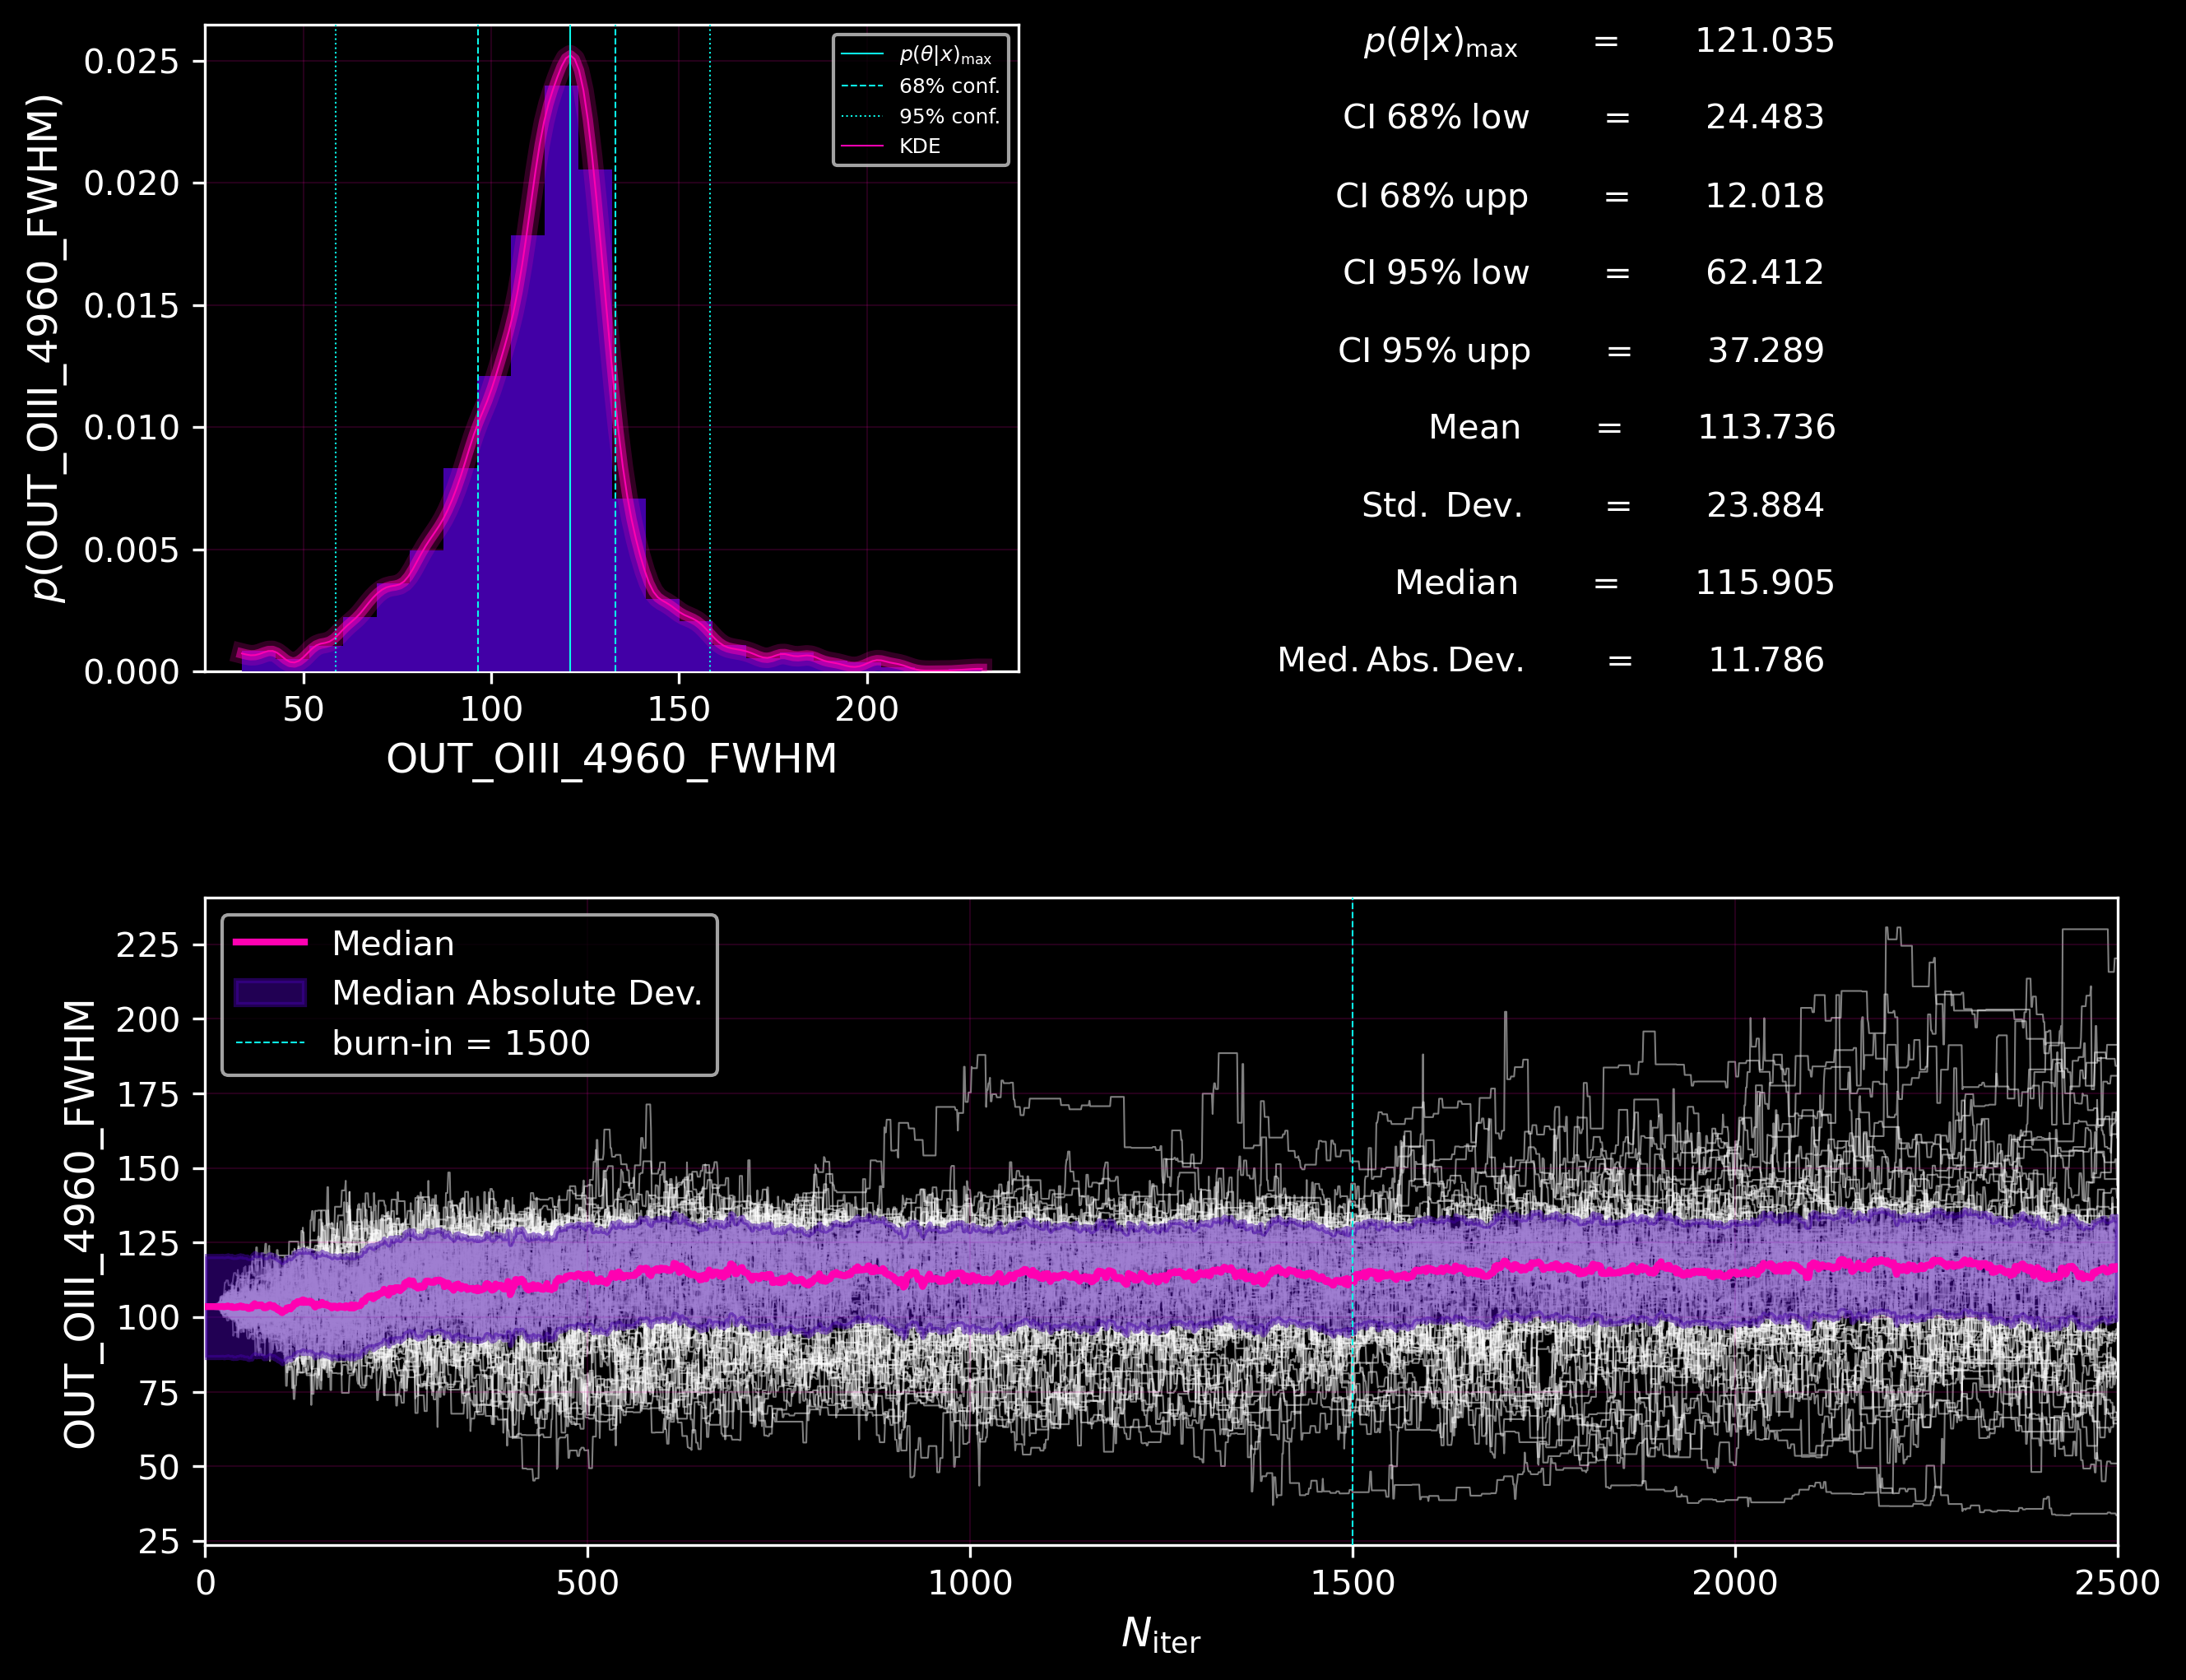 p(OUT_OIII_4960_FWHM)
0.025
0.020
0.015
0.010
0.005
0.000
50 100 150 200
OUT_OIII_4960_FWHM
p(θ|x)max
68% conf.
95% conf.
KDE
p(θ|x)max = 121.035
CI 68% low = 24.483
CI 68% upp = 12.018
CI 95% low = 62.412
CI 95% upp = 37.289
Mean = 113.736
Std. Dev. = 23.884
Median = 115.905
Med. Abs. Dev. = 11.786
OUT_OIII_4960_FWHM
225
200
175
150
125
100
75
50
25
Median
Median Absolute Dev.
burn-in = 1500
0 500 1000 1500 2000 2500
Niter